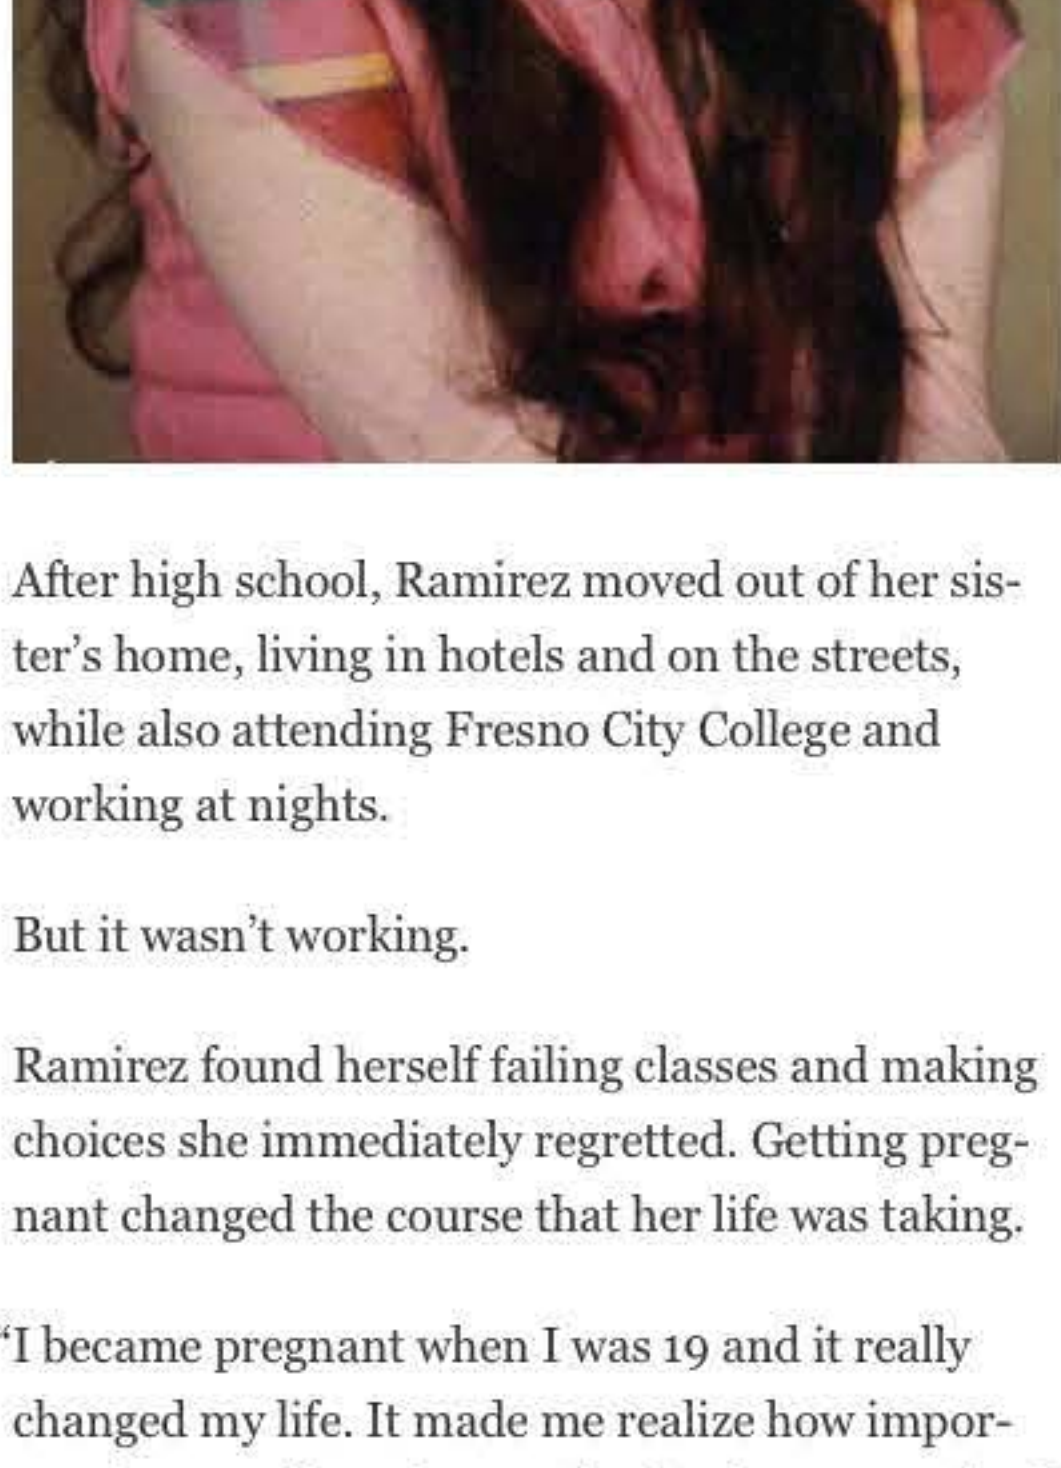 After high school, Ramirez moved out of her sis-
ter’s home, living in hotels and on the streets,
while also attending Fresno City College and
working at nights.
But it wasn’t working.
Ramirez found herself failing classes and making
choices she immediately regretted. Getting preg-
nant changed the course that her life was taking.
“I became pregnant when I was 19 and it really
changed my life. It made me realize how impor-